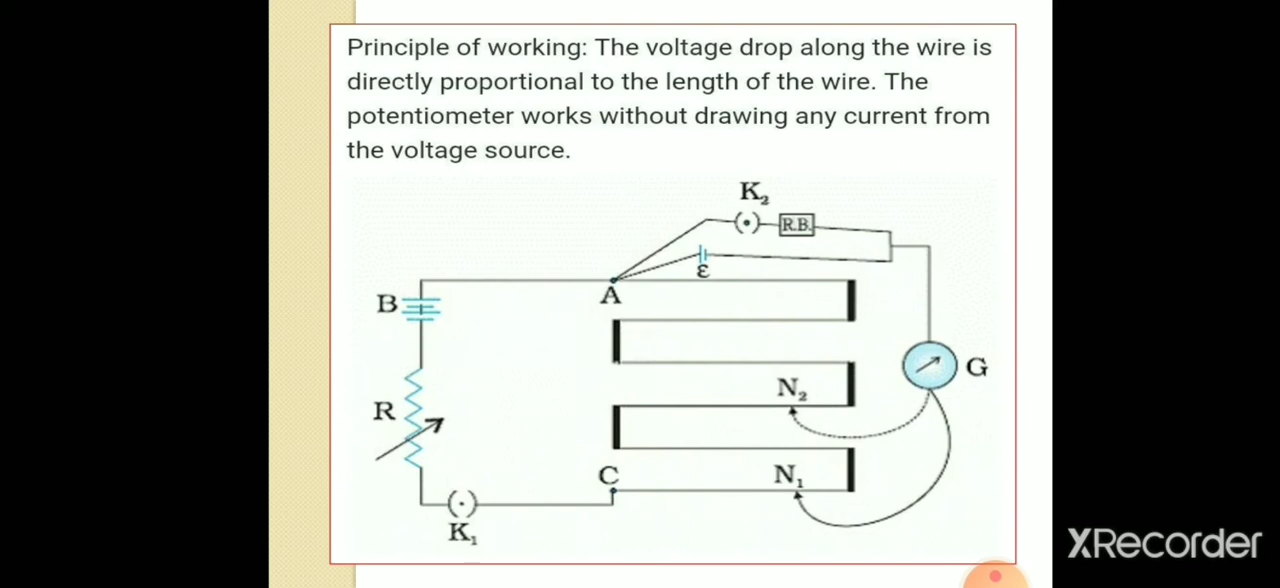 Principle of working: The voltage drop along the wire is
directly proportional to the length of the wire. The
potentiometer works without drawing any current from
the voltage source.
K₂
R.B.
ε
A
B
G
N₂
R
C
N₁
K₁
XRecorder